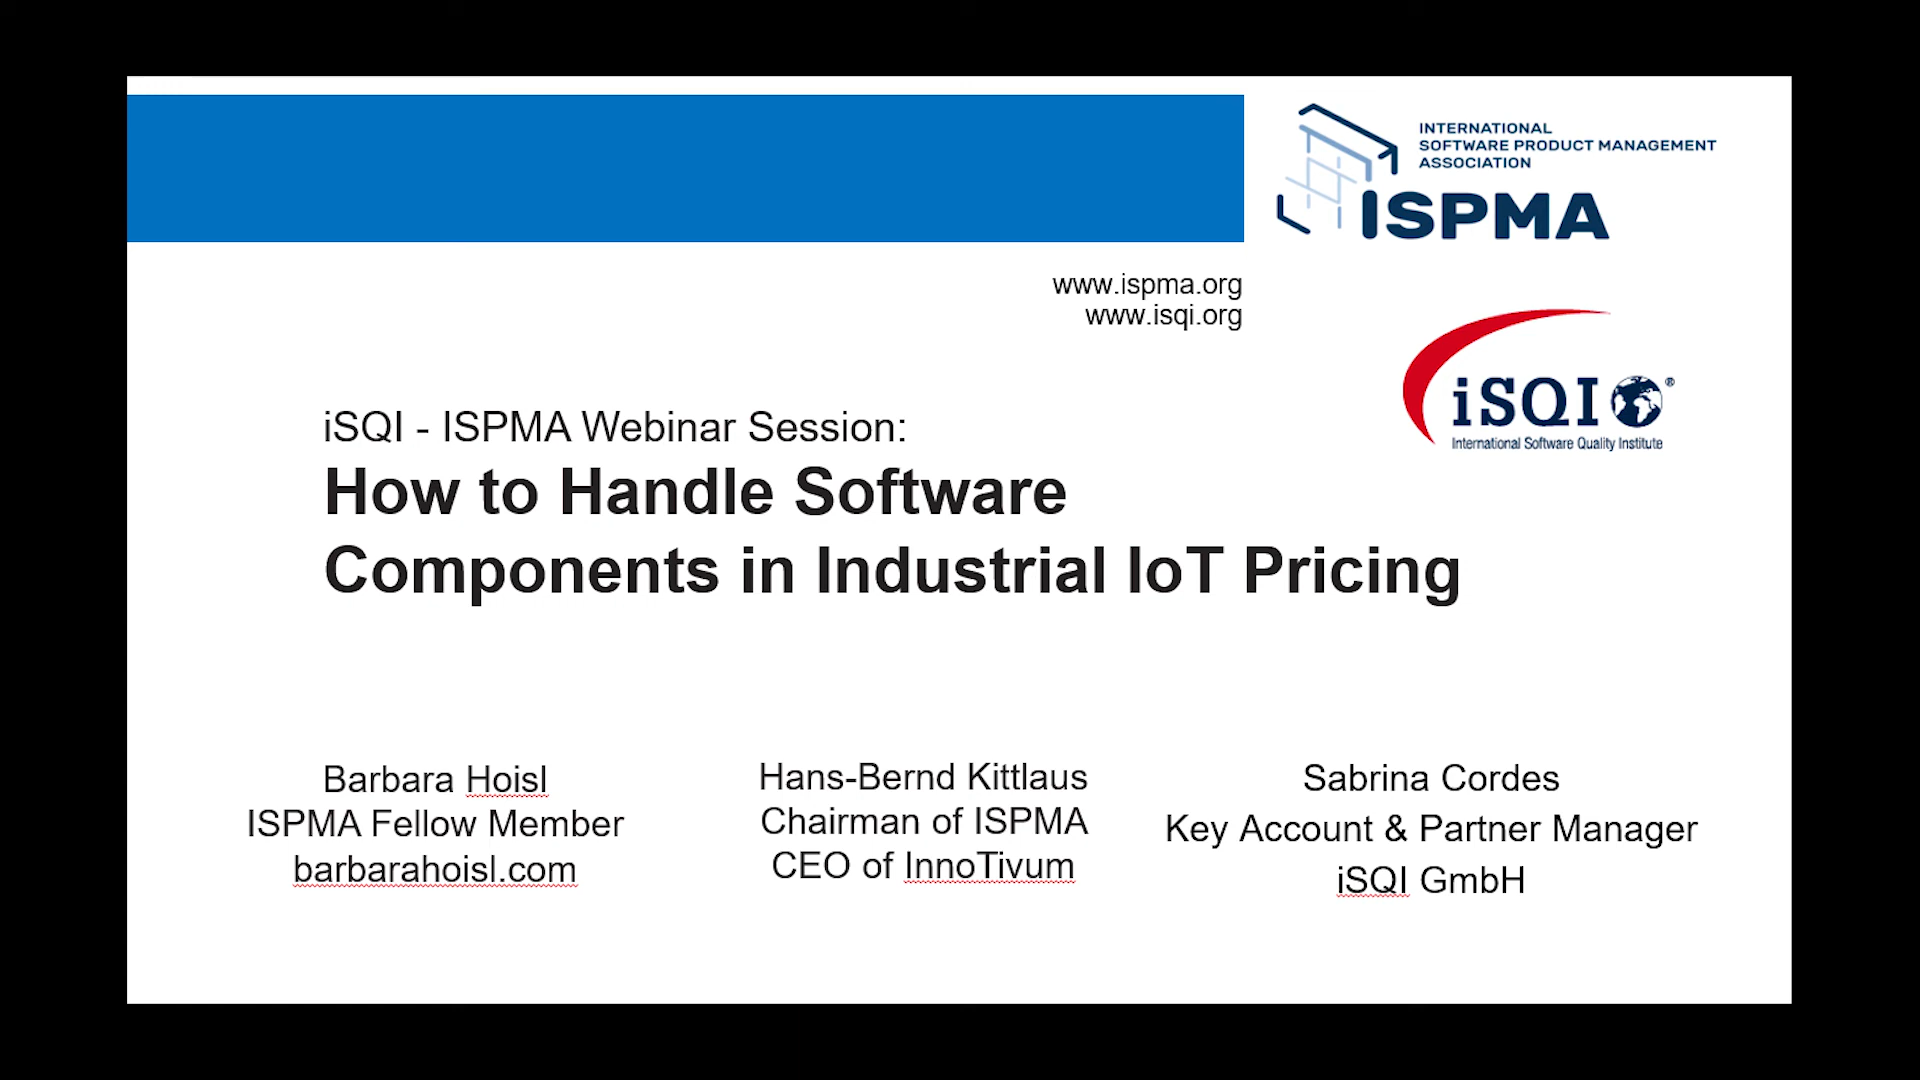 INTERNATIONAL
SOFTWARE PRODUCT MANAGEMENT
ASSOCIATION
ISPMA
www.ispma.org
www.isqi.org
iSQI ®
International Software Quality Institute
iSQI - ISPMA Webinar Session:
How to Handle Software
Components in Industrial IoT Pricing
Barbara Hoisl
ISPMA Fellow Member
barbarahoisl.com
Hans-Bernd Kittlaus
Chairman of ISPMA
CEO of InnoTivum
Sabrina Cordes
Key Account & Partner Manager
iSQI GmbH